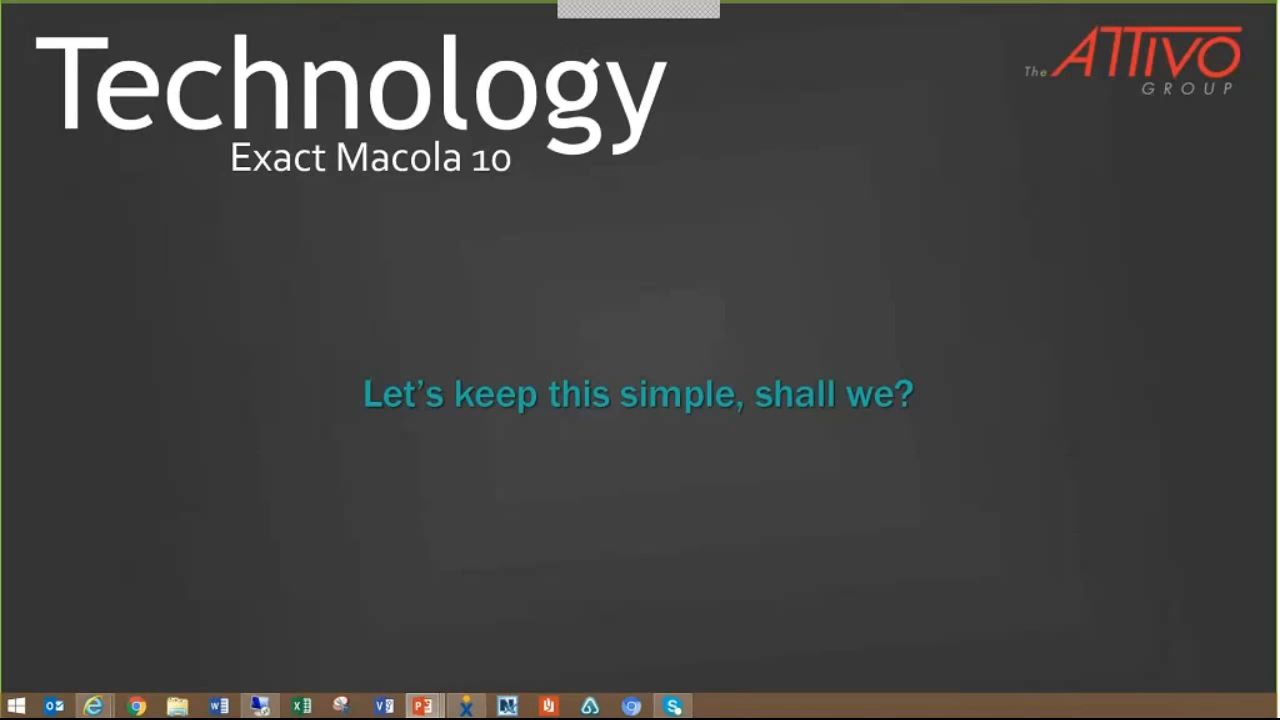 Technology
Exact Macola 10
The ATTIVO
GROUP
Let's keep this simple, shall we?